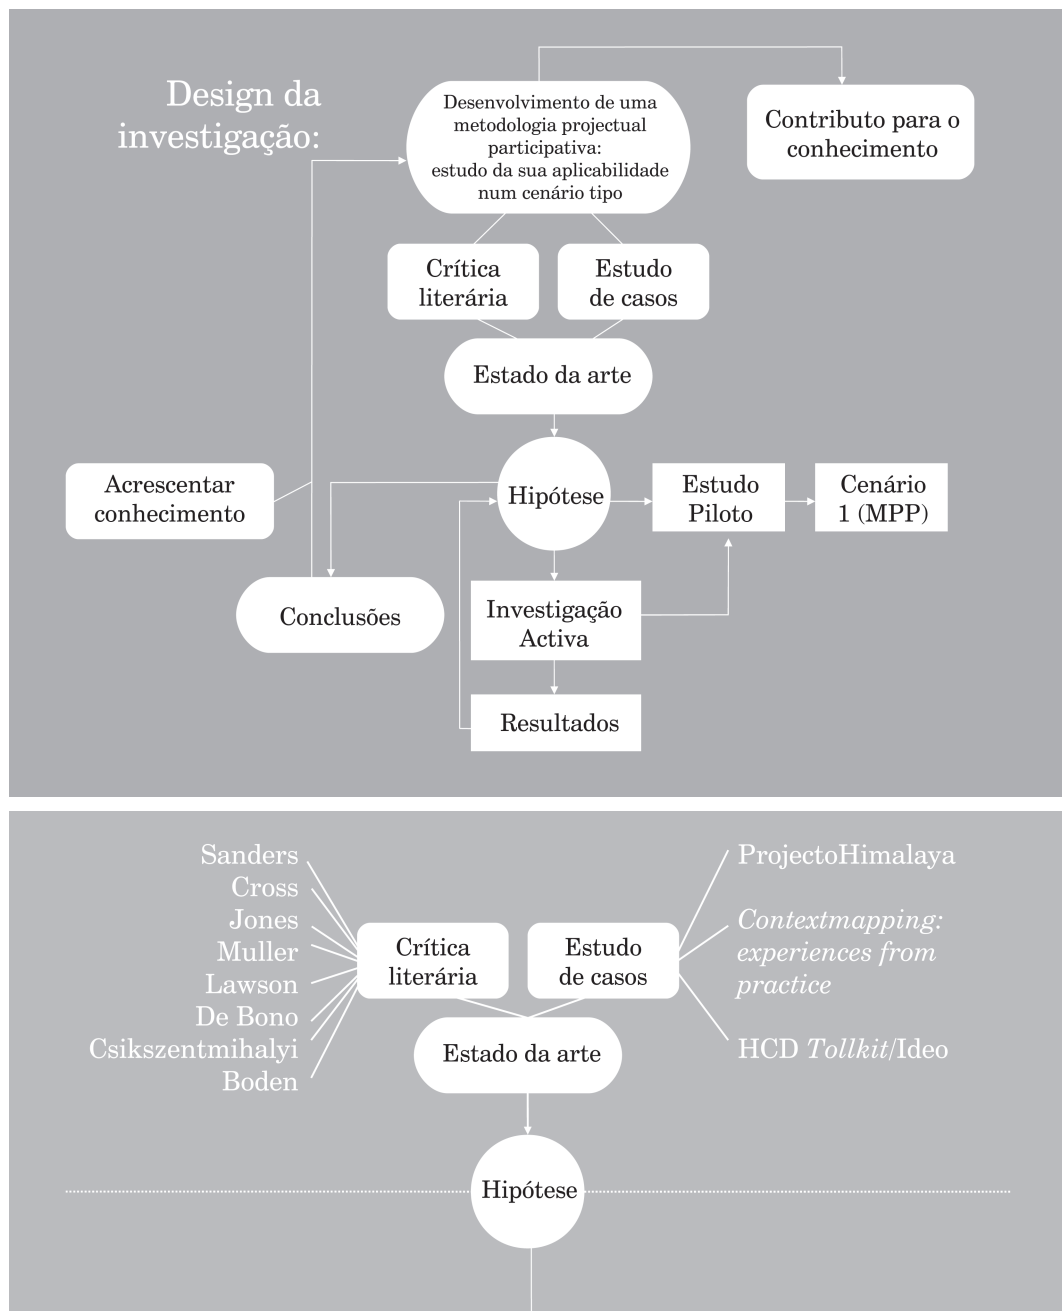 Design da
investigação:
Desenvolvimento de uma
metodologia projectual
participativa:
estudo da sua aplicabilidade
num cenário tipo
Contributo para o
conhecimento
Crítica
literária
Estudo
de casos
Estado da arte
Acrescentar
conhecimento
Hipótese
Estudo
Piloto
Cenário
1 (MPP)
Conclusões
Investigação
Activa
Resultados
Sanders
Cross
Jones
Muller
Lawson
De Bono
Csikszentmihalyi
Boden
Crítica
literária
Estudo
de casos
ProjectoHimalaya
Contextmapping:
experiences from
practice
HCD Tollkit/Ideo
Estado da arte
Hipótese